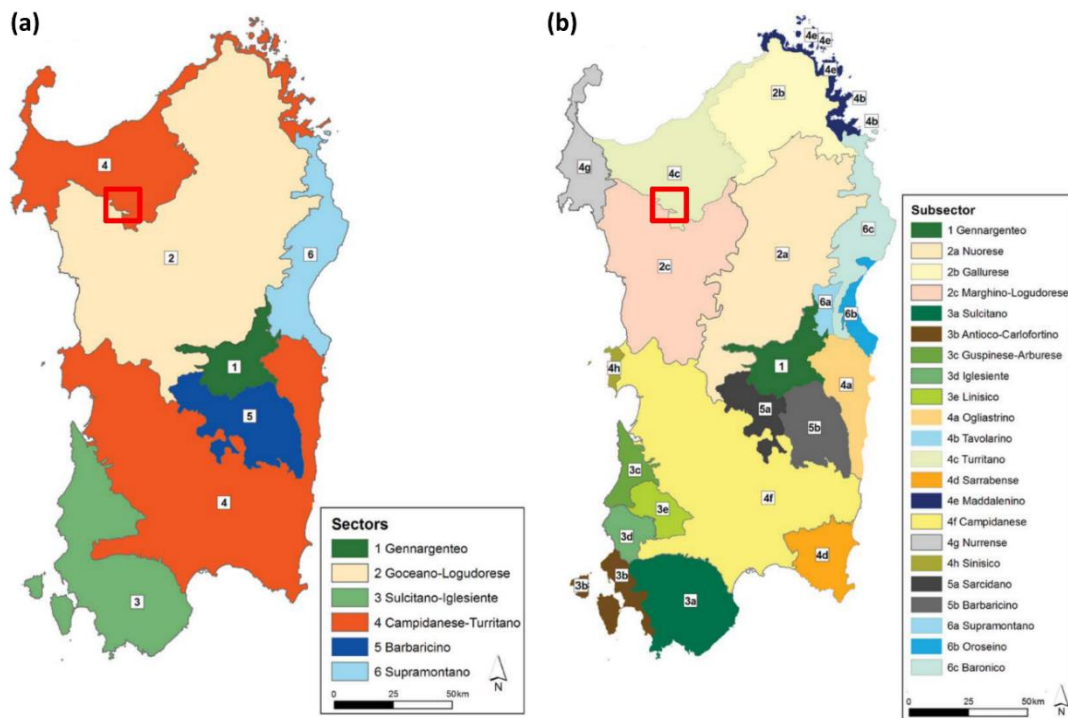 (a)
4
2
6
1
5
4
3
Sectors
1 Gennargenteo
2 Goceano-Logudorese
3 Sulcitano-Iglesiente
4 Campidanese-Turritano
5 Barbaricino
6 Supramontano
N
0 25 50km
(b)
4e
4e
4e
2b
4b
4b
4g
4c
6c
2c
2a
6a
6b
4h
1
4a
5a
5b
3c
4f
3e
3d
4d
3b
3b
3a
Subsector
1 Gennargenteo
2a Nuorese
2b Gallurese
2c Marghino-Logudorese
3a Sulcitano
3b Antioco-Carlofortino
3c Guspinese-Arburese
3d Iglesiente
3e Linisico
4a Ogliastrino
4b Tavolarino
4c Turritano
4d Sarrabense
4e Maddalenino
4f Campidanese
4g Nurrense
4h Sinisico
5a Sarcidano
5b Barbaricino
6a Supramontano
6b Oroseino
6c Baronico
N
0 25 50km